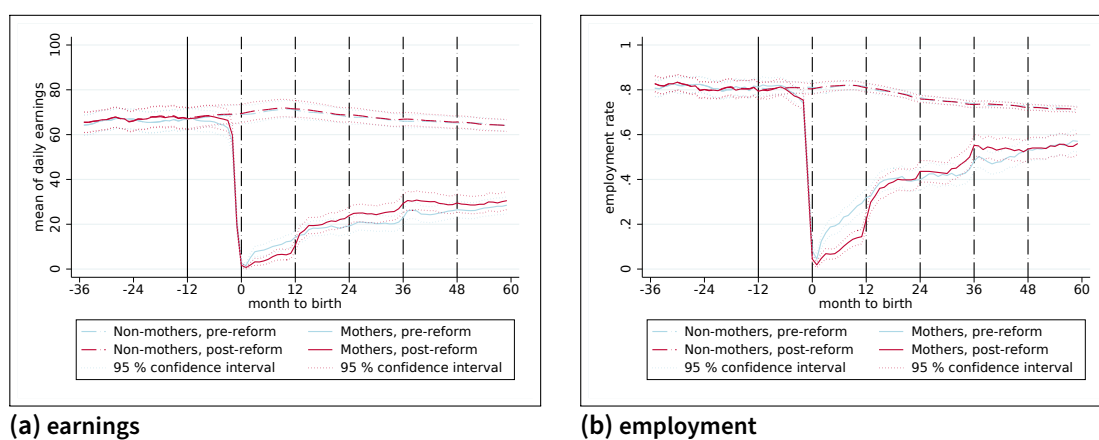 mean of daily earnings
100
80
60
40
20
0
-36
-24
-12
0
12
24
36
48
60
month to birth
Non-mothers, pre-reform
Mothers, pre-reform
Non-mothers, post-reform
Mothers, post-reform
95 % confidence interval
95 % confidence interval
(a) earnings
employment rate
1
.8
.6
.4
.2
0
-36
-24
-12
0
12
24
36
48
60
month to birth
Non-mothers, pre-reform
Mothers, pre-reform
Non-mothers, post-reform
Mothers, post-reform
95 % confidence interval
95 % confidence interval
(b) employment